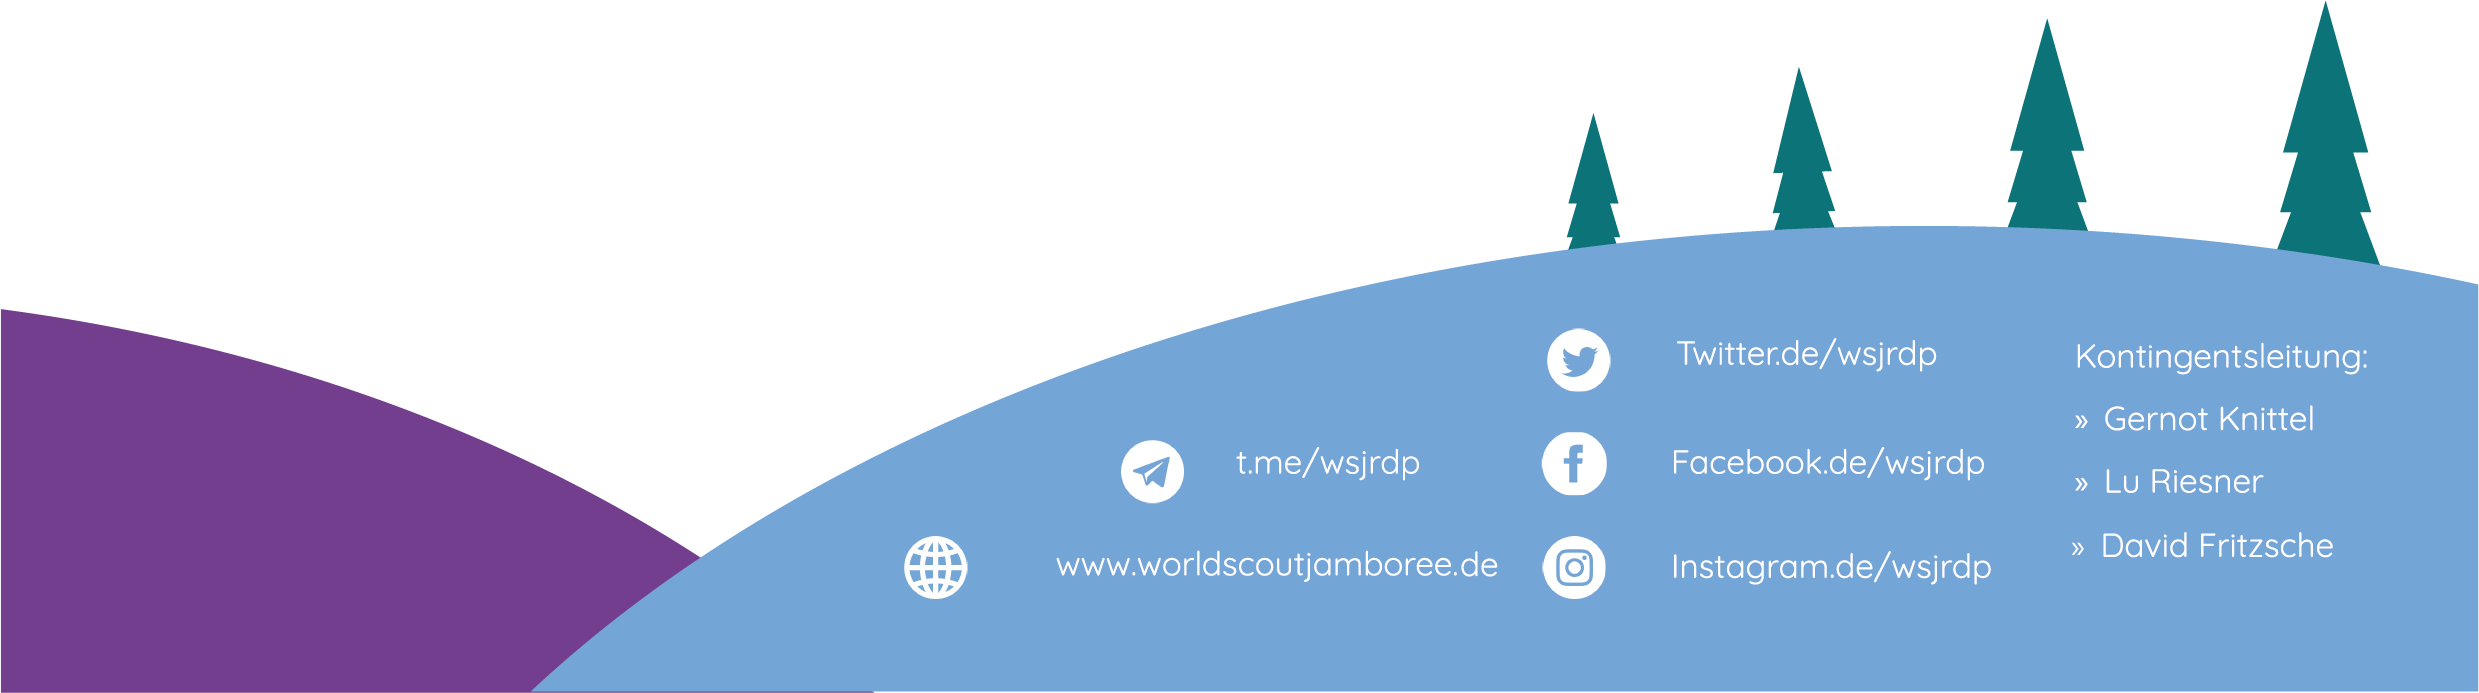 t.me/wsjrdp
www.worldscoutjamboree.de
Twitter.de/wsjrdp
Facebook.de/wsjrdp
Instagram.de/wsjrdp
Kontingentsleitung:
» Gernot Knittel
» Lu Riesner
» David Fritzsche